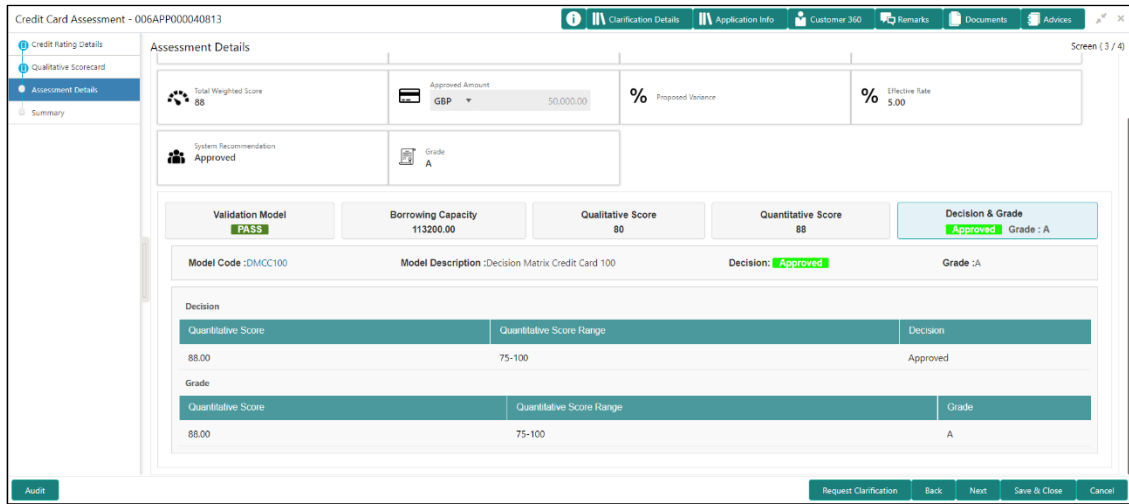 Credit Card Assessment - 006APP000040813
Clarification Details
Application Info
Customer 360
Remarks
Documents
Advices
Credit Rating Details
Qualitative Scorecard
Assessment Details
Summary
Assessment Details
Screen ( 3 / 4)
Total Weighted Score
88
Approved Amount
GBP
50,000.00
Proposed Variance
Effective Rate
5.00
System Recommendation
Approved
Grade
A
Validation Model
PASS
Borrowing Capacity
113200.00
Qualitative Score
80
Quantitative Score
88
Decision & Grade
Approved Grade : A
Model Code :DMCC100
Model Description :Decision Matrix Credit Card 100
Decision: Approved
Grade :A
Decision
Quantitative Score Quantitative Score Range Decision
88.00 75-100 Approved
Grade
Quantitative Score Quantitative Score Range Grade
88.00 75-100 A
Audit
Request Clarification
Back
Next
Save & Close
Cancel